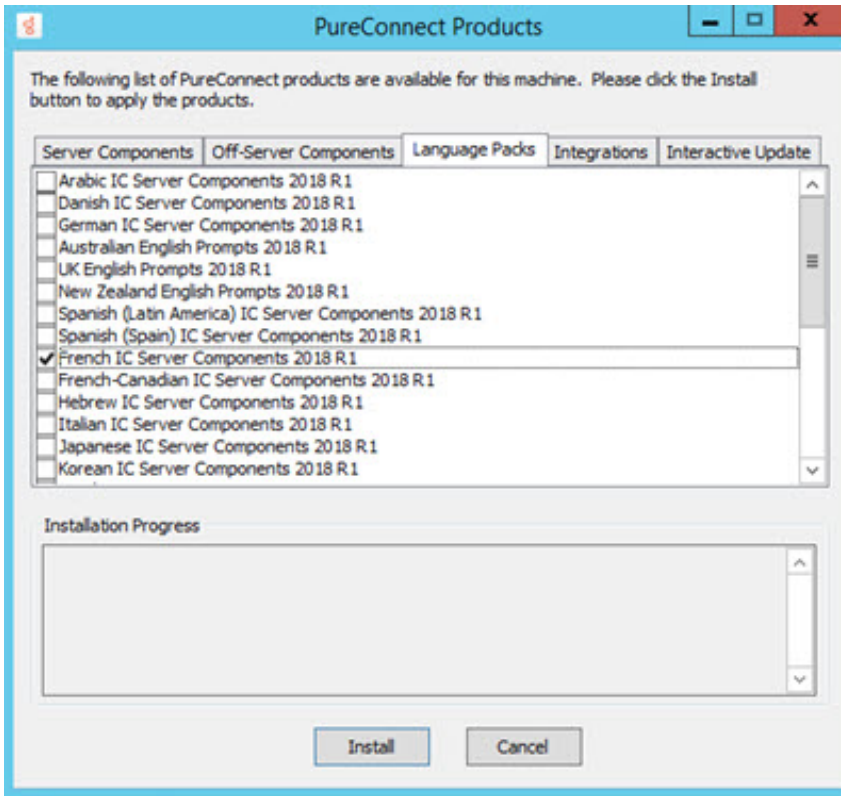 PureConnect Products
The following list of PureConnect products are available for this machine. Please click the Install
button to apply the products.
Server Components
Off-Server Components
Language Packs
Integrations
Interactive Update
Arabic IC Server Components 2018 R1
Danish IC Server Components 2018 R1
German IC Server Components 2018 R1
Australian English Prompts 2018 R1
UK English Prompts 2018 R1
New Zealand English Prompts 2018 R1
Spanish (Latin America) IC Server Components 2018 R1
Spanish (Spain) IC Server Components 2018 R1
French IC Server Components 2018 R1
French-Canadian IC Server Components 2018 R1
Hebrew IC Server Components 2018 R1
Italian IC Server Components 2018 R1
Japanese IC Server Components 2018 R1
Korean IC Server Components 2018 R1
Installation Progress
Install
Cancel